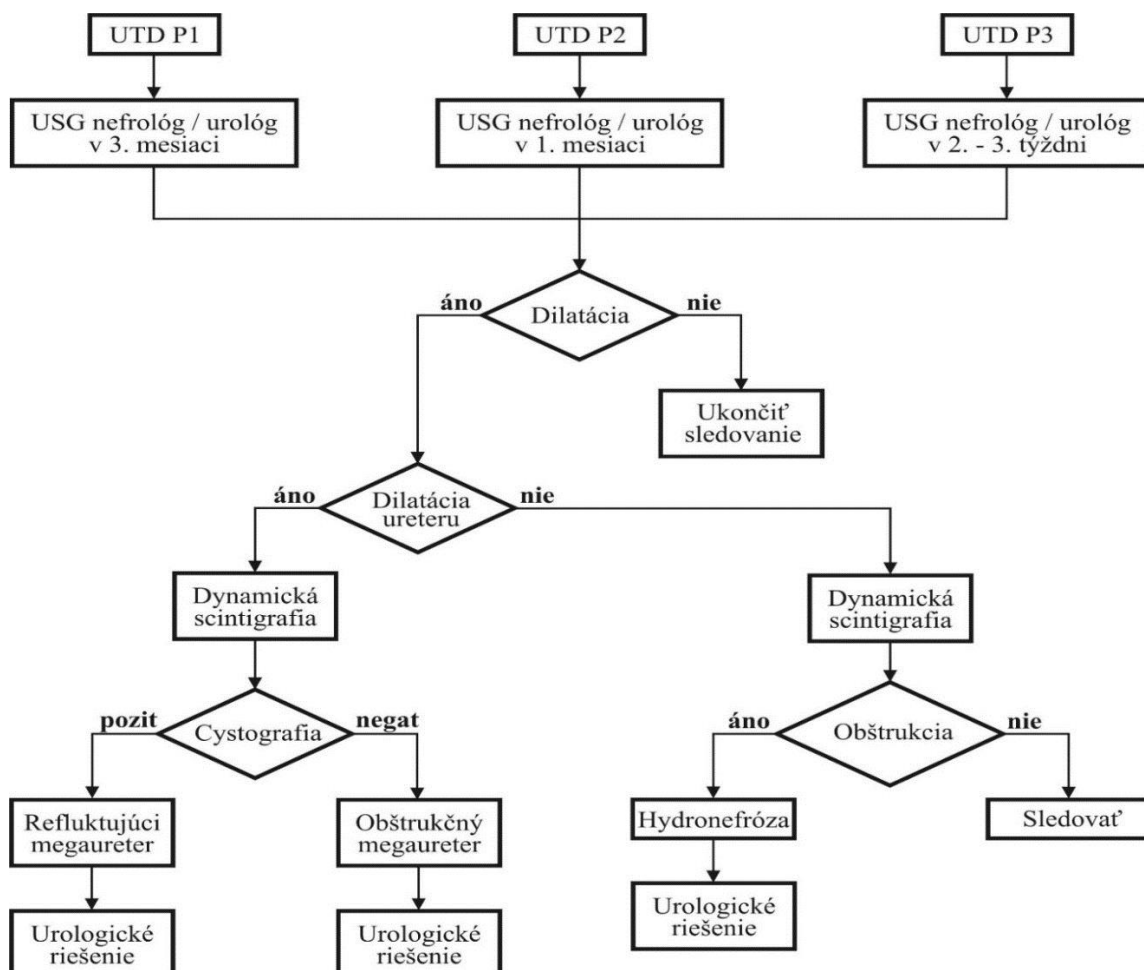 UTD P1
UTD P2
UTD P3
USG nefrológ / urológ
v 3. mesiaci
USG nefrológ / urológ
v 1. mesiaci
USG nefrológ / urológ
v 2. - 3. týždni
áno
nie
Dilatácia
Ukončiť
sledovanie
áno
nie
Dilatácia
ureteru
Dynamická
scintigrafia
Dynamická
scintigrafia
pozit
negat
Cystografia
áno
nie
Obštrukcia
Refluktujúci
megaureter
Obštrukčný
megaureter
Hydronefróza
Sledovať
Urologické
riešenie
Urologické
riešenie
Urologické
riešenie